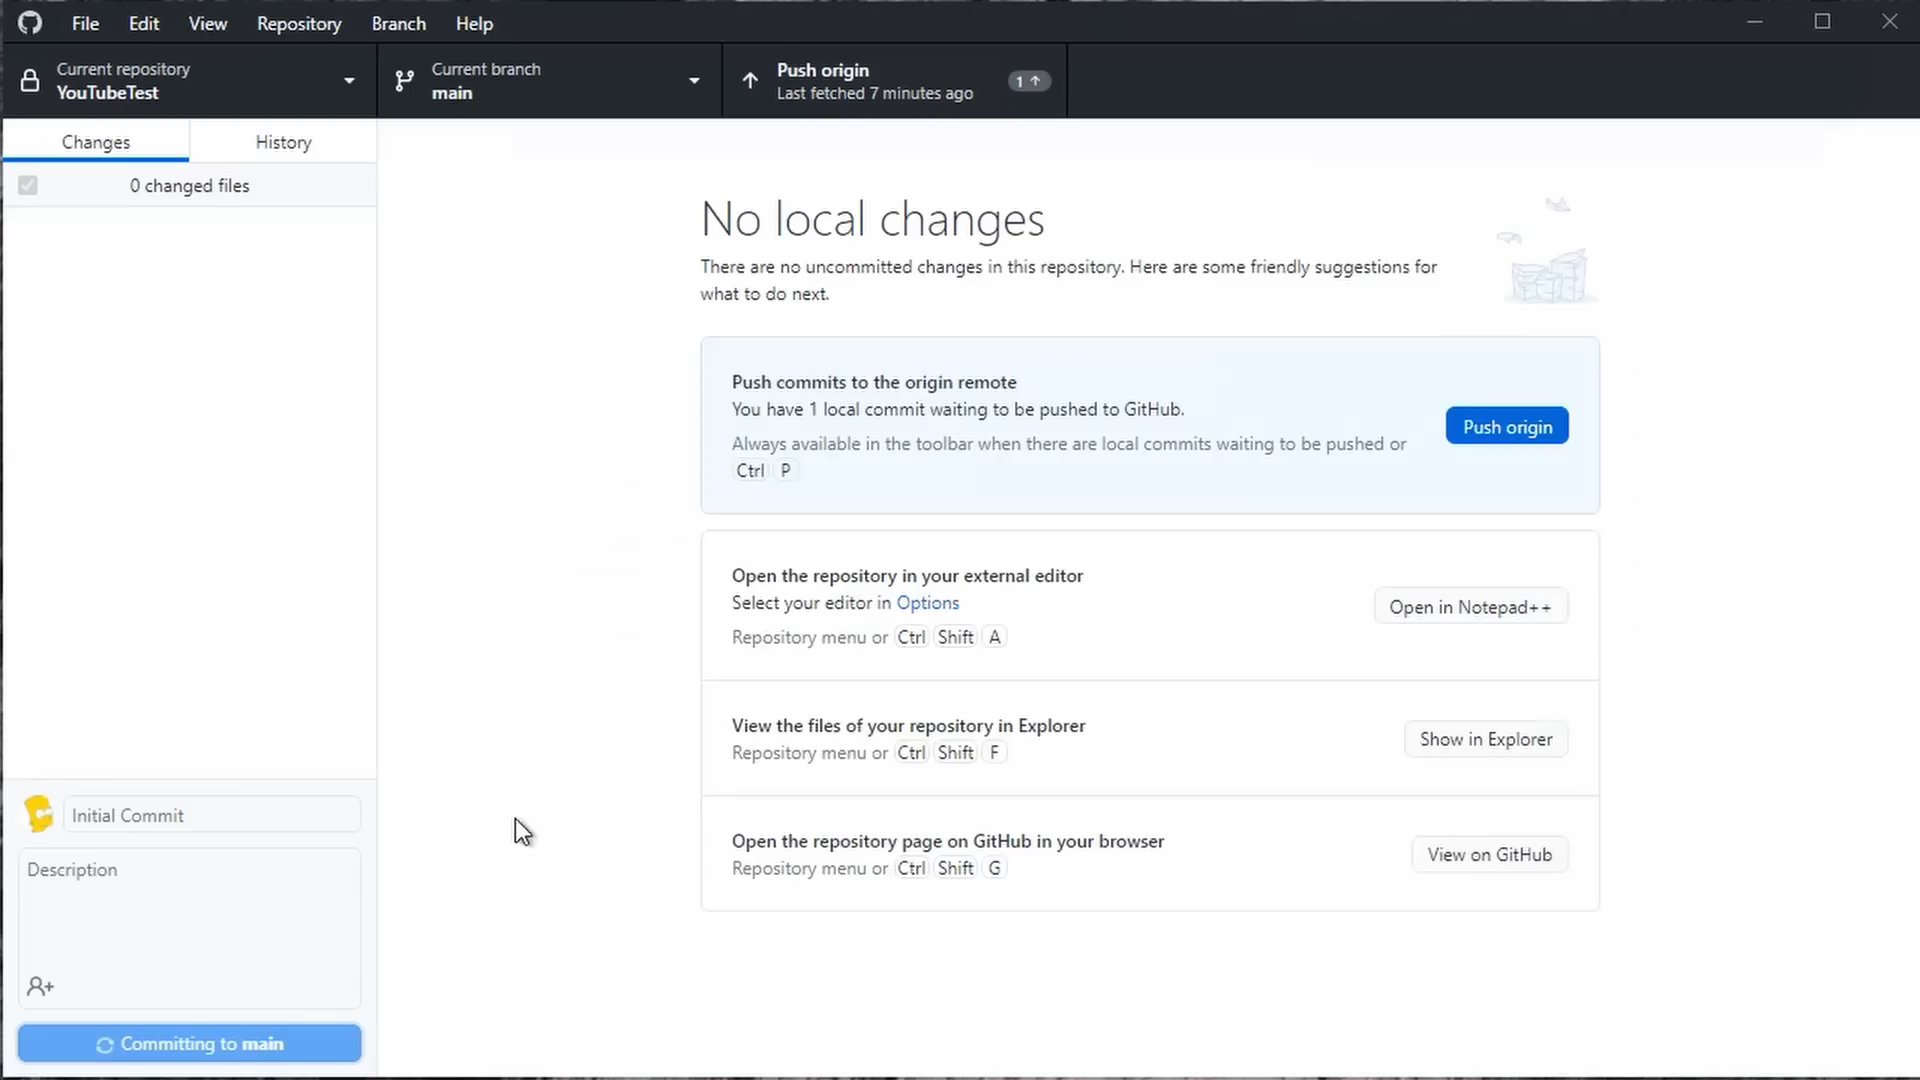 File Edit View Repository Branch Help
Current repository
YouTubeTest
Current branch
main
Push origin
Last fetched 7 minutes ago
1
Changes
History
0 changed files
No local changes
There are no uncommitted changes in this repository. Here are some friendly suggestions for
what to do next.
Push commits to the origin remote
You have 1 local commit waiting to be pushed to GitHub.
Always available in the toolbar when there are local commits waiting to be pushed or
Ctrl P
Push origin
Open the repository in your external editor
Select your editor in Options
Repository menu or Ctrl Shift A
Open in Notepad++
View the files of your repository in Explorer
Repository menu or Ctrl Shift F
Show in Explorer
Open the repository page on GitHub in your browser
Repository menu or Ctrl Shift G
View on GitHub
Initial Commit
Description
Committing to main